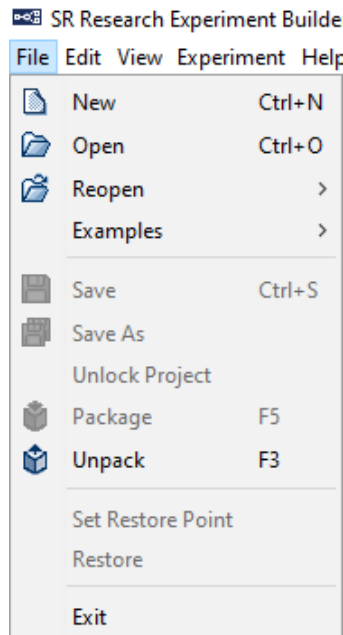 SR Research Experiment Builde
File Edit View Experiment Help
New Ctrl+N
Open Ctrl+O
Reopen >
Examples >
Save Ctrl+S
Save As
Unlock Project
Package F5
Unpack F3
Set Restore Point
Restore
Exit